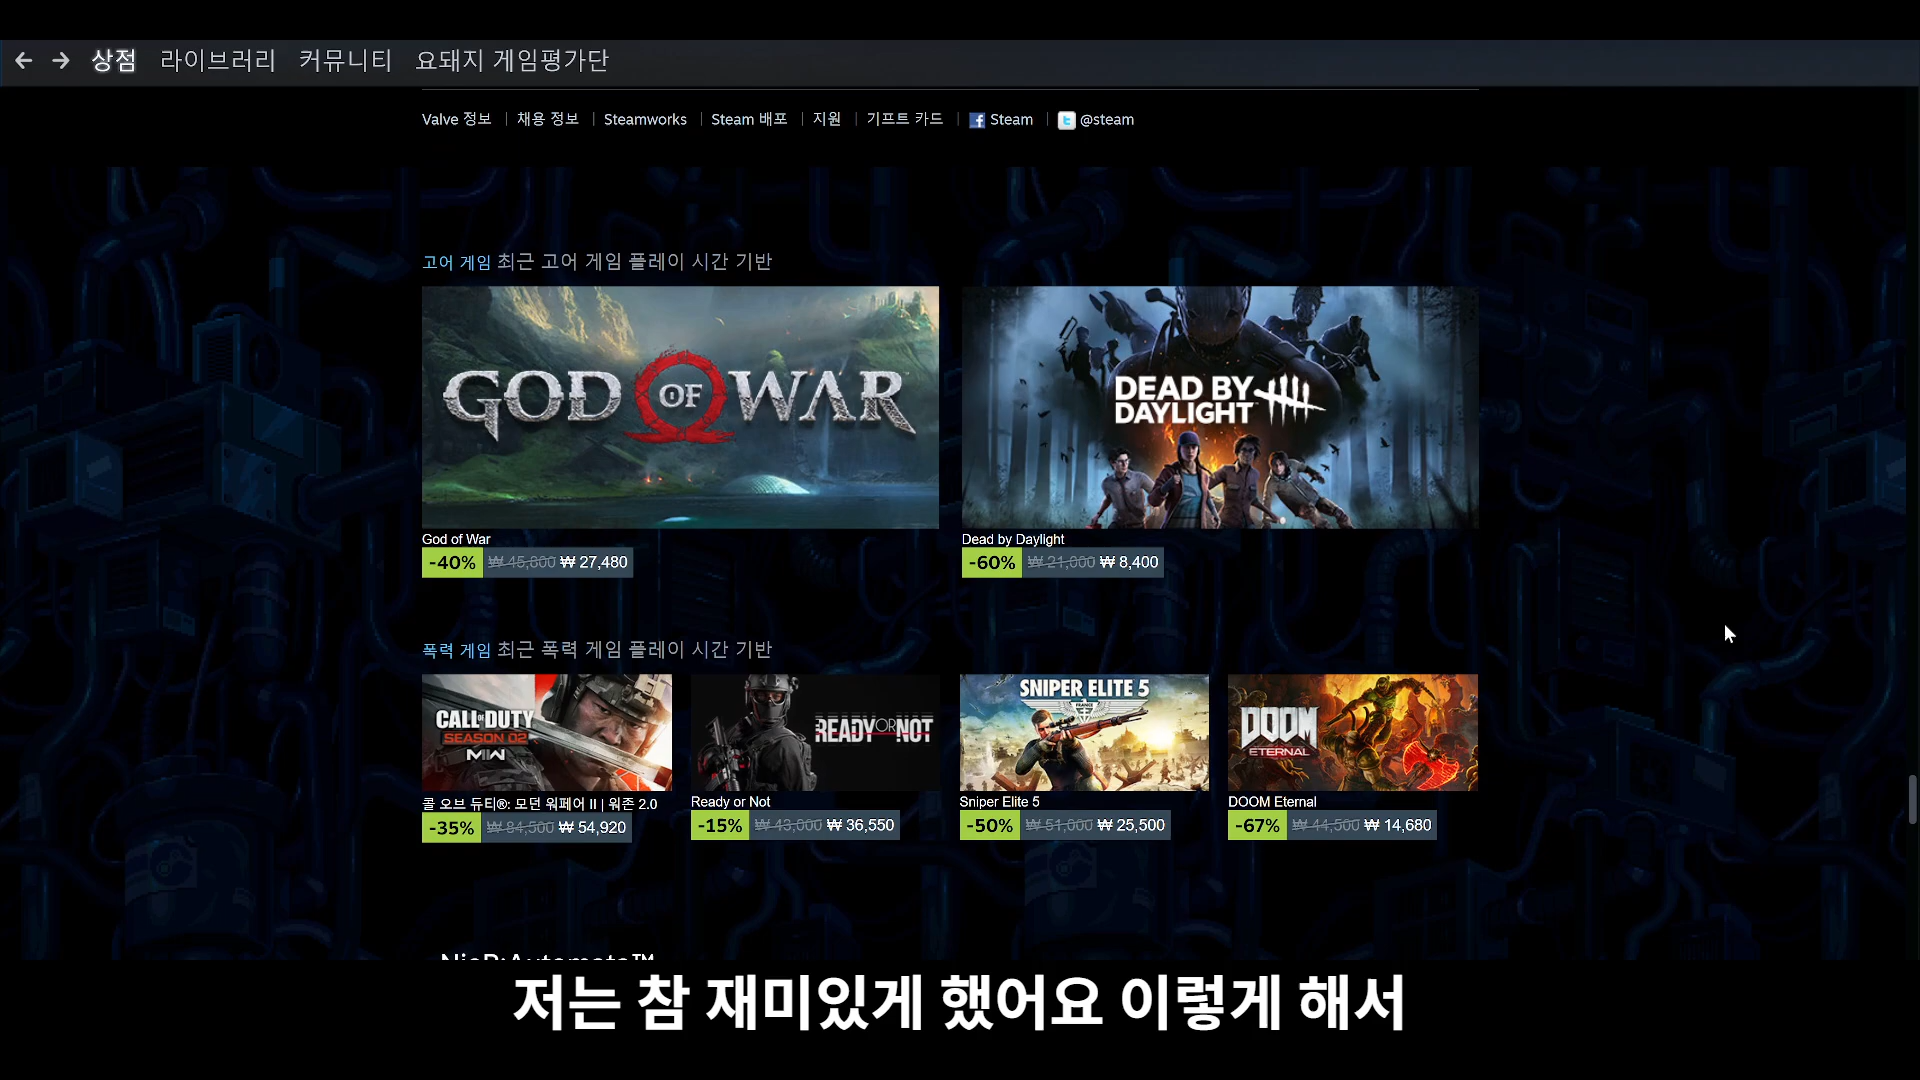 상점 라이브러리 커뮤니티 요돼지 게임평가단
Valve 정보 | 채용 정보 | Steamworks | Steam 배포 | 지원 | 기프트 카드 | Steam | @steam
고어 게임 최근 고어 게임 플레이 시간 기반
GOD OF WAR
DEAD BY DAYLIGHT
God of War
-40% ₩ 45,800 ₩ 27,480
Dead by Daylight
-60% ₩ 21,000 ₩ 8,400
폭력 게임 최근 폭력 게임 플레이 시간 기반
CALL OF DUTY
SEASON 02
MW
READY OR NOT
SNIPER ELITE 5
FRANCE
DOOM
ETERNAL
콜 오브 듀티®: 모던 워페어 II | 워존 2.0
-35% ₩ 84,500 ₩ 54,920
Ready or Not
-15% ₩ 43,000 ₩ 36,550
Sniper Elite 5
-50% ₩ 51,000 ₩ 25,500
DOOM Eternal
-67% ₩ 44,500 ₩ 14,680
NieR:Automata™
저는 참 재미있게 했어요 이렇게 해서